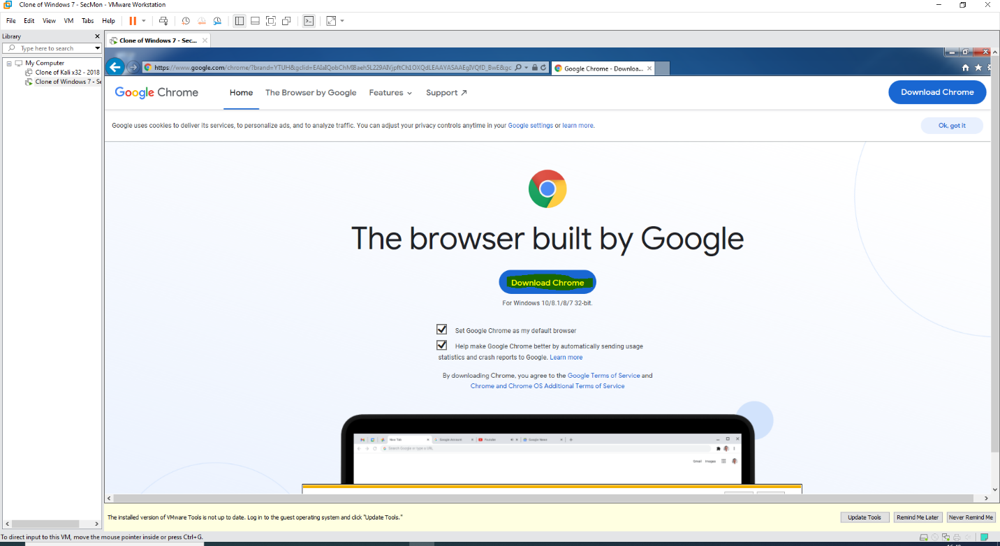 Clone of Windows 7 - SecMon - VMware Workstation
File Edit View VM Tabs Help
Library
Type here to search
My Computer
Clone of Kali x32 - 2018
Clone of Windows 7 - Se
Clone of Windows 7 - Sec...
Google Chrome - Downloa...
Google Chrome Home The Browser by Google Features Support Download Chrome
Google uses cookies to deliver its services, to personalize ads, and to analyze traffic. You can adjust your privacy controls anytime in your Google settings or learn more.
Ok, got it
The browser built by Google
Download Chrome
For Windows 10/8.1/8/7 32-bit.
Set Google Chrome as my default browser
Help make Google Chrome better by automatically sending usage
statistics and crash reports to Google. Learn more
By downloading Chrome, you agree to the Google Terms of Service and
Chrome and Chrome OS Additional Terms of Service
New Tab Google Account Youtube Google News
Search Google or type a URL
Gmail Images
The installed version of VMware Tools is not up to date. Log in to the guest operating system and click "Update Tools."
Update Tools Remind Me Later Never Remind Me
To direct input to this VM, move the mouse pointer inside or press Ctrl+G.